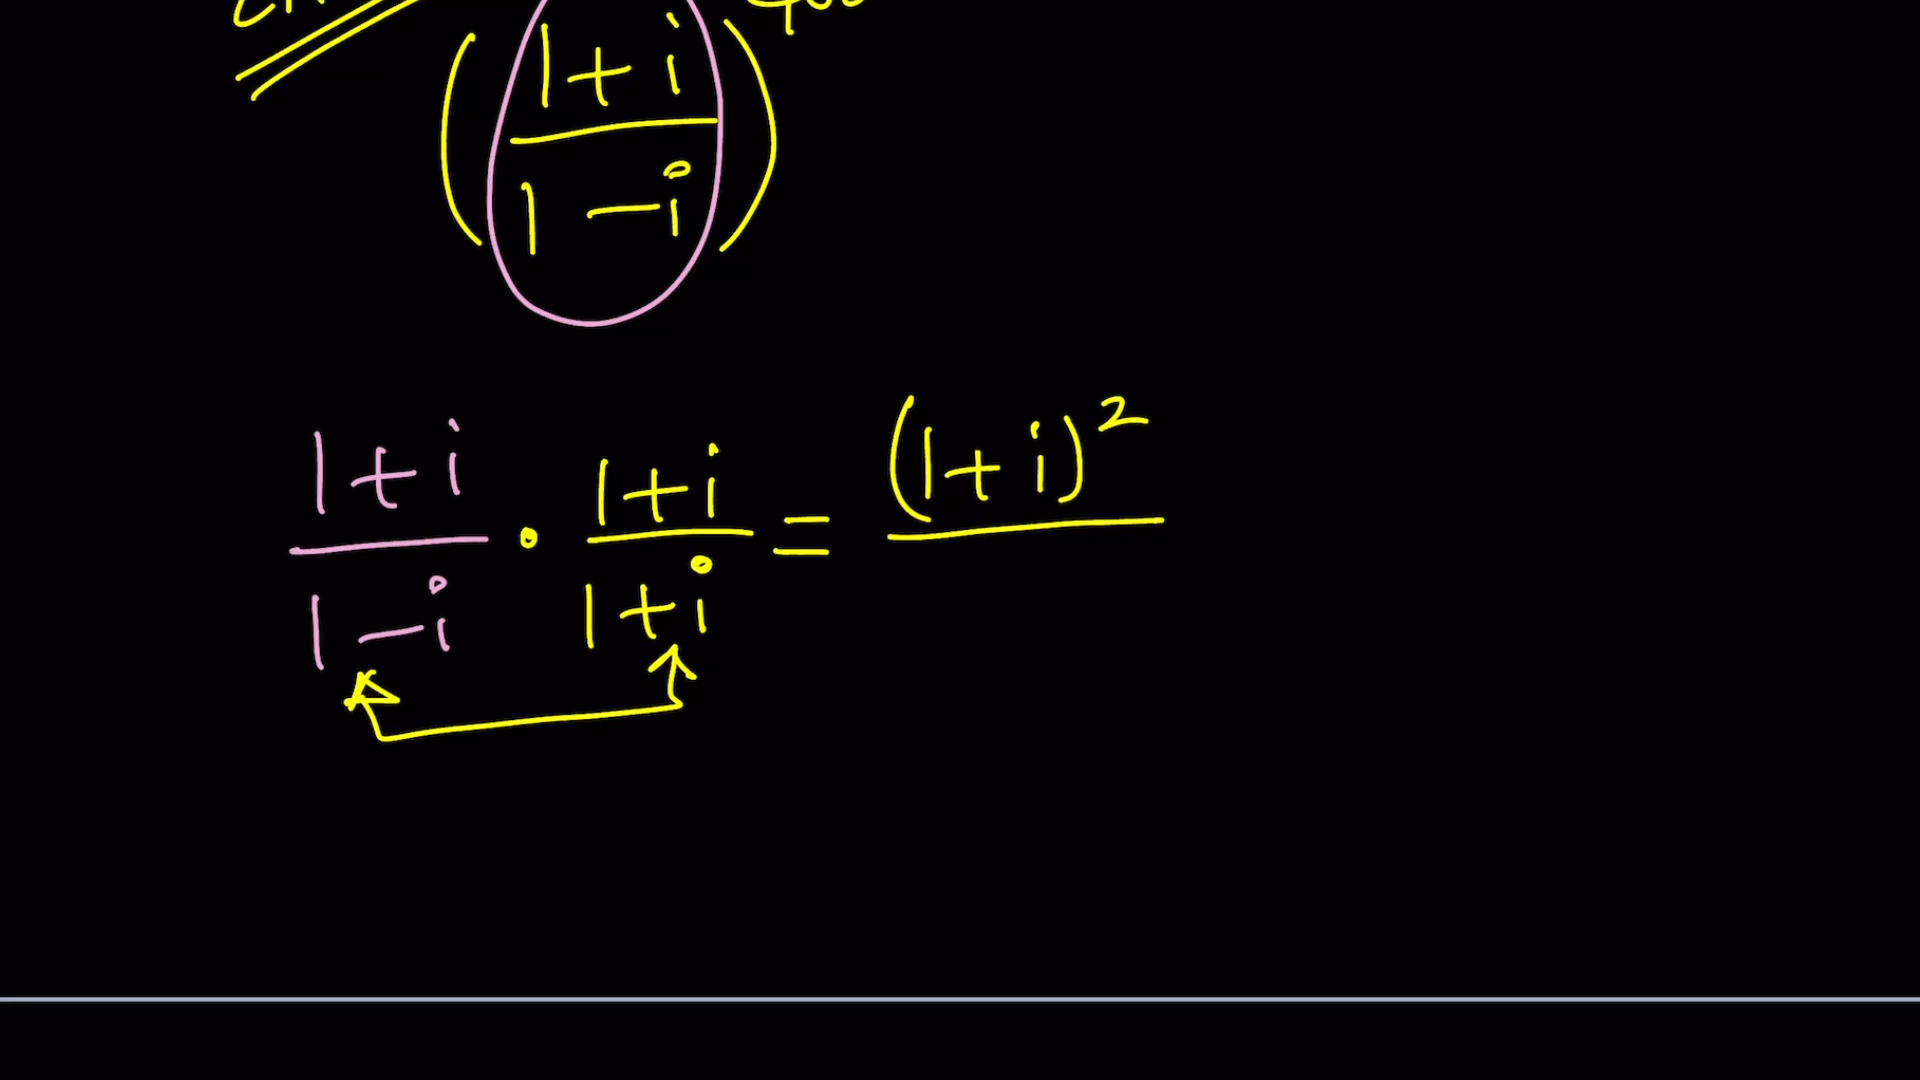 (1+i / 1-i)
1+i / 1-i · 1+i / 1+i = (1+i)² /